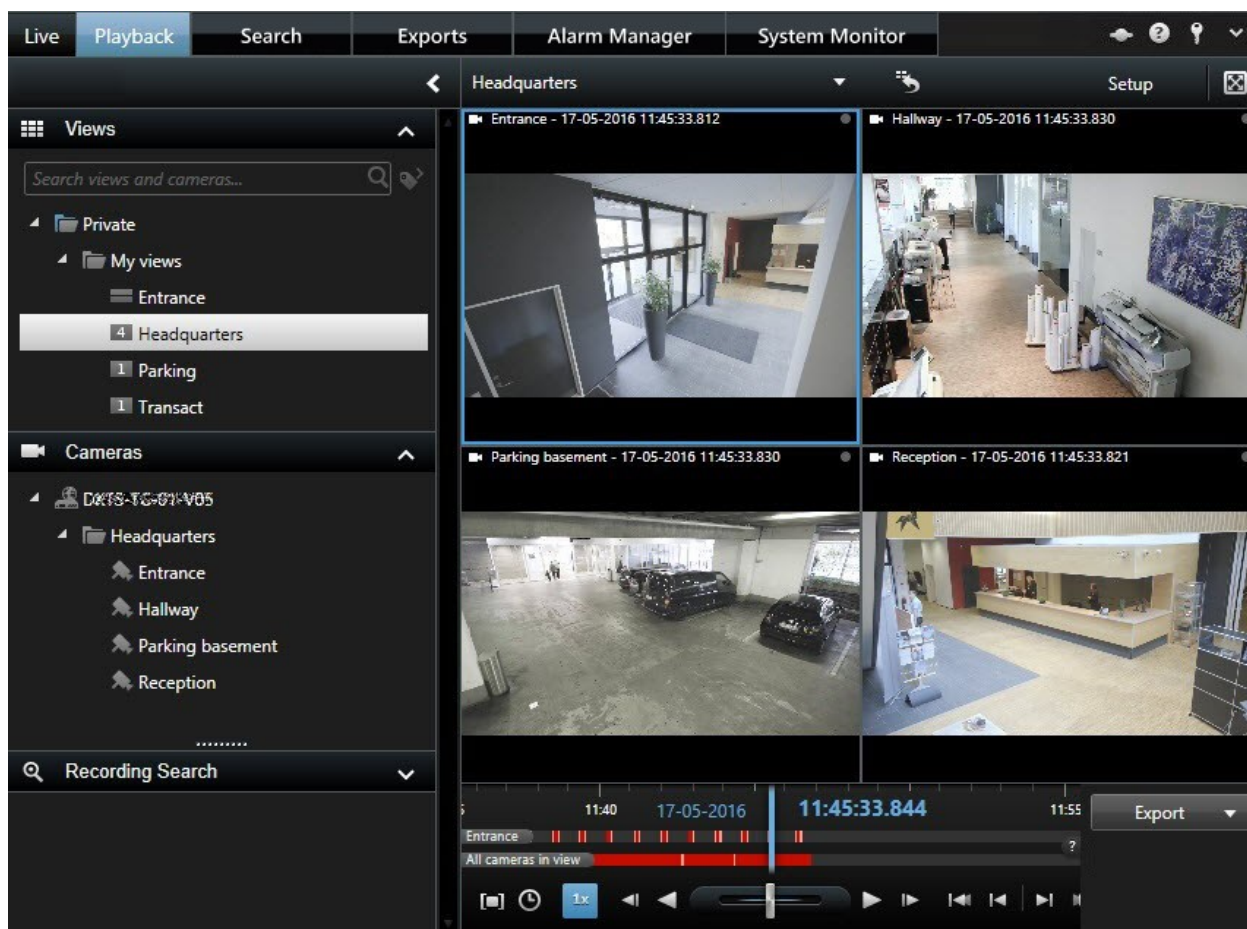 Live Playback Search Exports Alarm Manager System Monitor
Headquarters Setup
Views
Search views and cameras...
Private
My views
Entrance
4 Headquarters
1 Parking
1 Transact
Cameras
Headquarters
Entrance
Hallway
Parking basement
Reception
Recording Search
Entrance - 17-05-2016 11:45:33.812
Hallway - 17-05-2016 11:45:33.830
Parking basement - 17-05-2016 11:45:33.830
Reception - 17-05-2016 11:45:33.821
11:40 17-05-2016 11:45:33.844 11:55
Export
Entrance
?
All cameras in view
1x